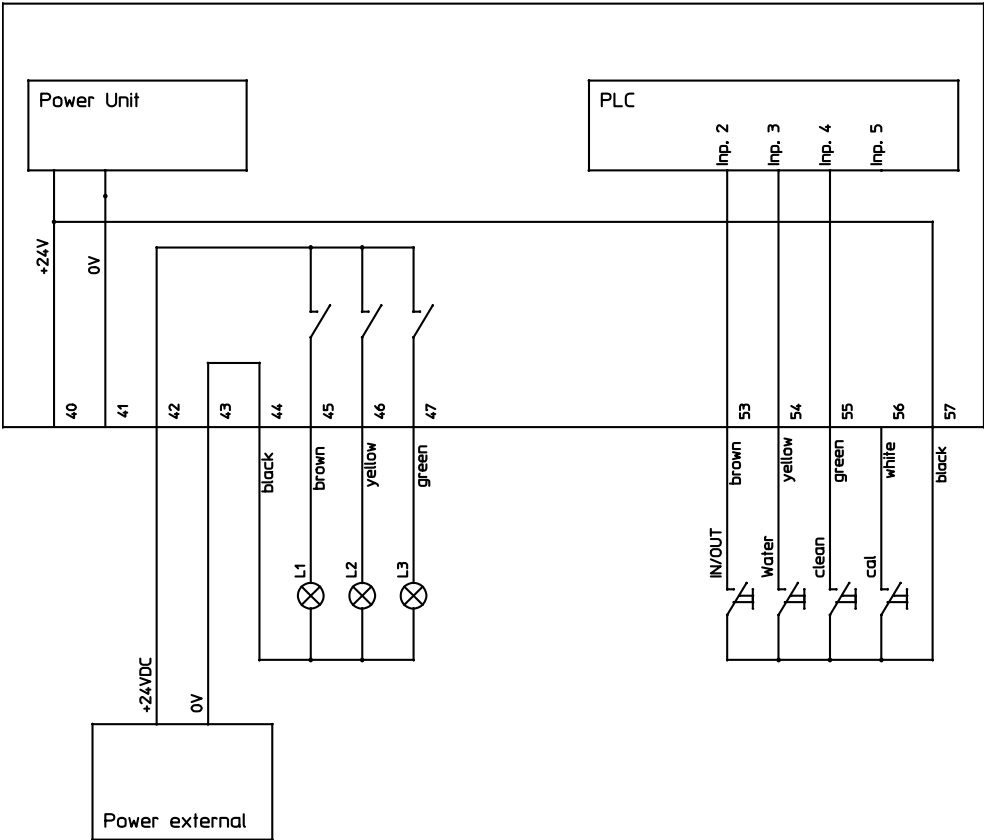 Power Unit
PLC
Inp. 2
Inp. 3
Inp. 4
Inp. 5
+24V
0V
40
41
42
43
44
45
46
47
53
54
55
56
57
black
brown
yellow
green
brown
yellow
green
white
black
L1
L2
L3
IN/OUT
Water
clean
cal
+24VDC
0V
Power external